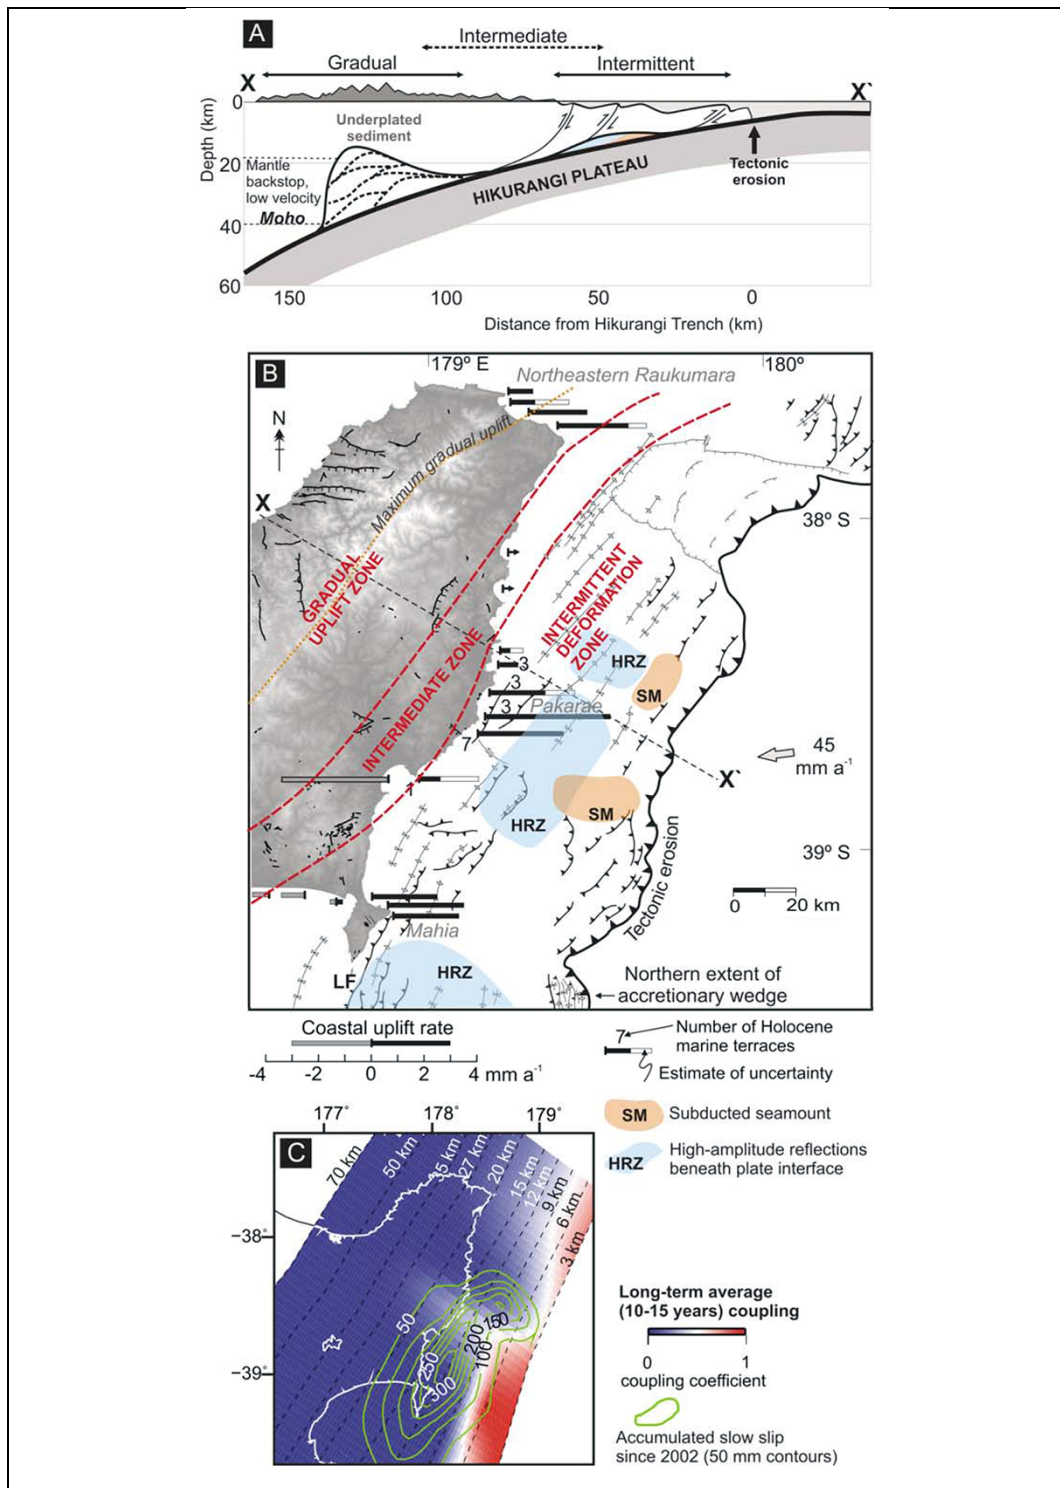 A
Intermediate
Gradual
Intermittent
X
X`
Depth (km)
0
20
40
60
Underplated
sediment
Mantle
backstop,
low velocity
Moho
HIKURANGI PLATEAU
Tectonic
erosion
150
100
50
0
Distance from Hikurangi Trench (km)
B
179º E
180º
Northeastern Raukumara
N
Maximum gradual uplift
X
38º S
GRADUAL
UPLIFT ZONE
INTERMEDIATE ZONE
INTERMITTENT
DEFORMATION
ZONE
HRZ
SM
3
3
3
7
Pakarae
45
mm a-1
X`
HRZ
SM
39º S
Tectonic erosion
0
20 km
Mahia
LF
HRZ
Northern extent of
accretionary wedge
Coastal uplift rate
-4
-2
0
2
4
mm a-1
7
Number of Holocene
marine terraces
Estimate of uncertainty
SM
Subducted seamount
HRZ
High-amplitude reflections
beneath plate interface
C
177°
178°
179°
−38°
−39°
70 km
50 km
35 km
27 km
20 km
15 km
12 km
9 km
6 km
3 km
50
150
200
100
250
300
Long-term average
(10-15 years) coupling
0
1
coupling coefficient
Accumulated slow slip
since 2002 (50 mm contours)